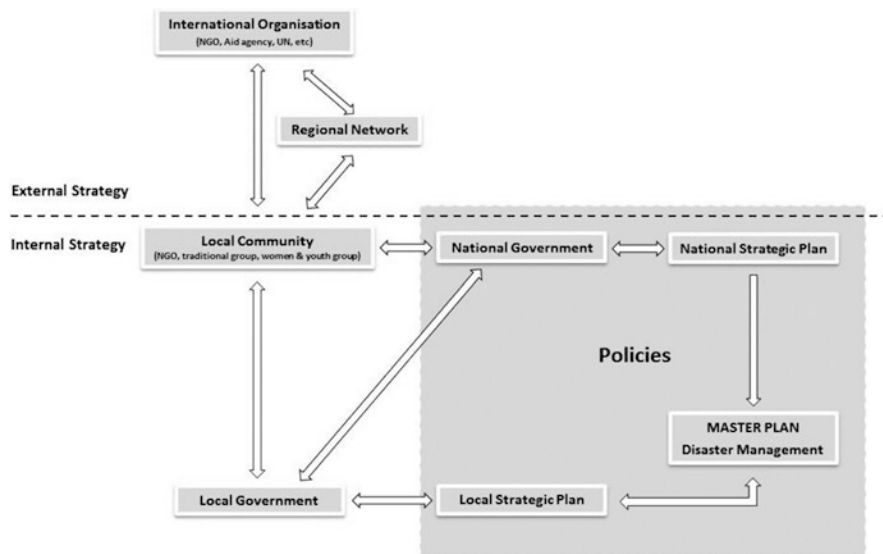 International Organisation
(NGO, Aid agency, UN, etc)
Regional Network
External Strategy
Internal Strategy
Local Community
(NGO, traditional group, women & youth group)
National Government
National Strategic Plan
Policies
MASTER PLAN
Disaster Management
Local Government
Local Strategic Plan